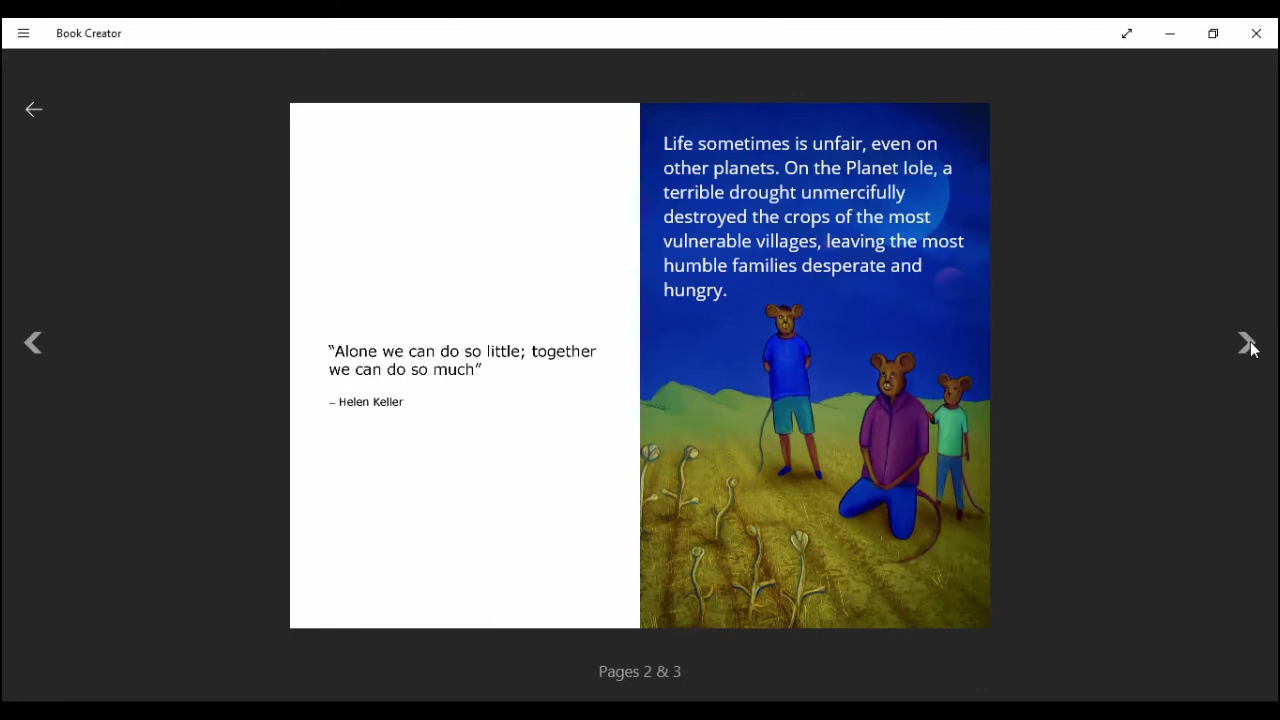 Book Creator
“Alone we can do so little; together
we can do so much”
– Helen Keller
Life sometimes is unfair, even on
other planets. On the Planet Iole, a
terrible drought unmercifully
destroyed the crops of the most
vulnerable villages, leaving the most
humble families desperate and
hungry.
Pages 2 & 3